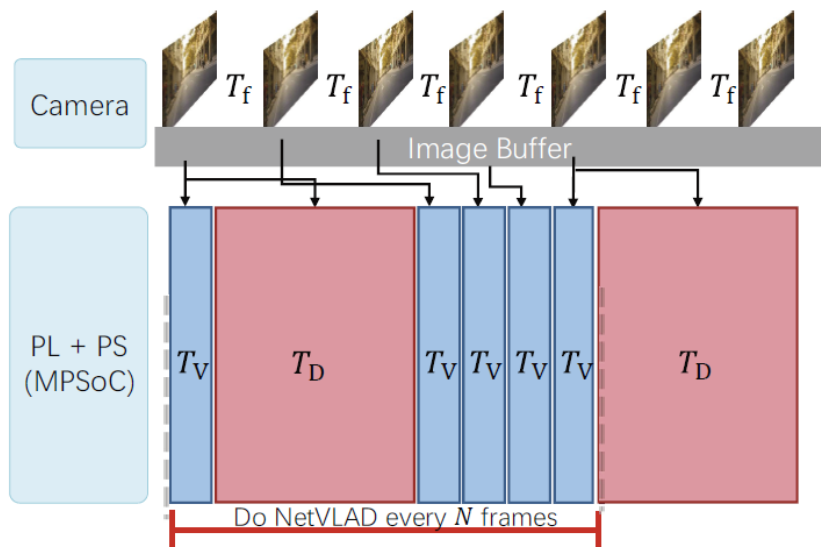 Camera
T_f T_f T_f T_f T_f T_f
Image Buffer
PL + PS
(MPSoC)
T_V T_D T_V T_V T_V T_V T_D
Do NetVLAD every N frames